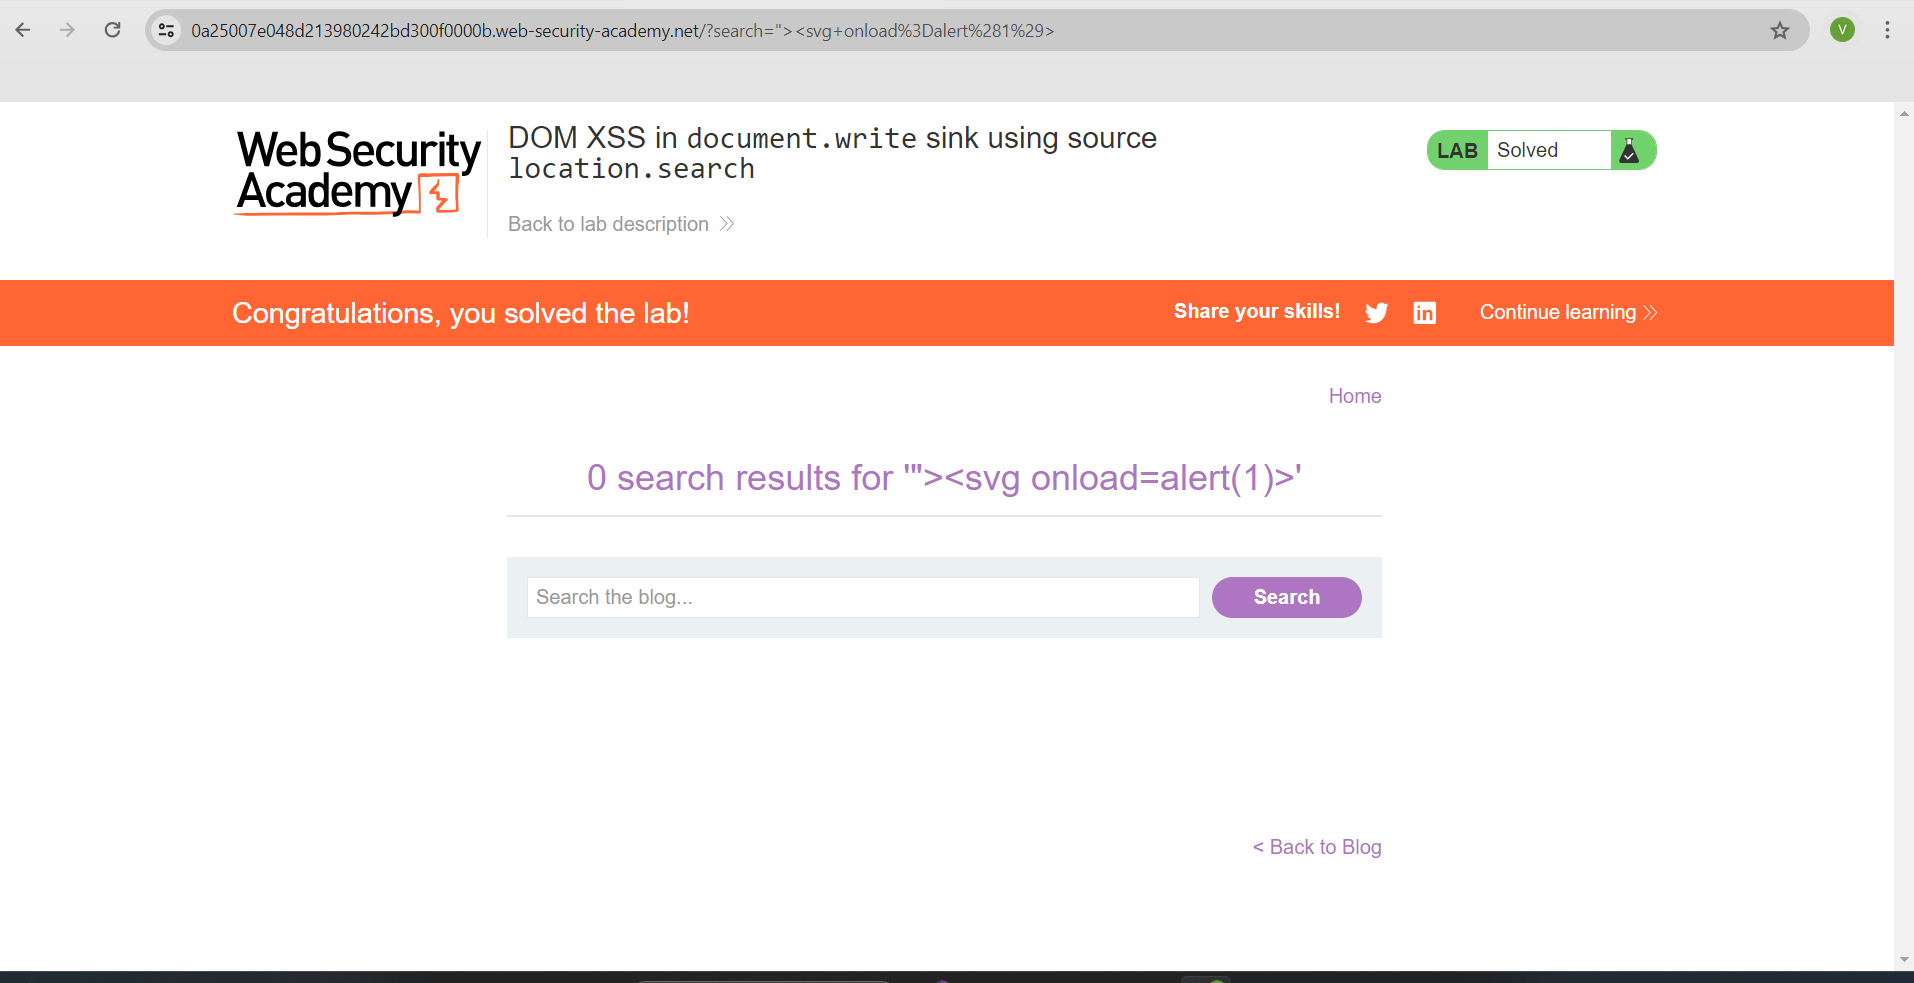 0a25007e048d213980242bd300f0000b.web-security-academy.net/?search="><svg+onload%3Dalert%281%29>
V
Web Security
Academy
DOM XSS in document.write sink using source
location.search
Back to lab description
LAB Solved
Congratulations, you solved the lab!
Share your skills!
in
Continue learning
Home
0 search results for '"><svg onload=alert(1)>'
Search the blog...
Search
< Back to Blog